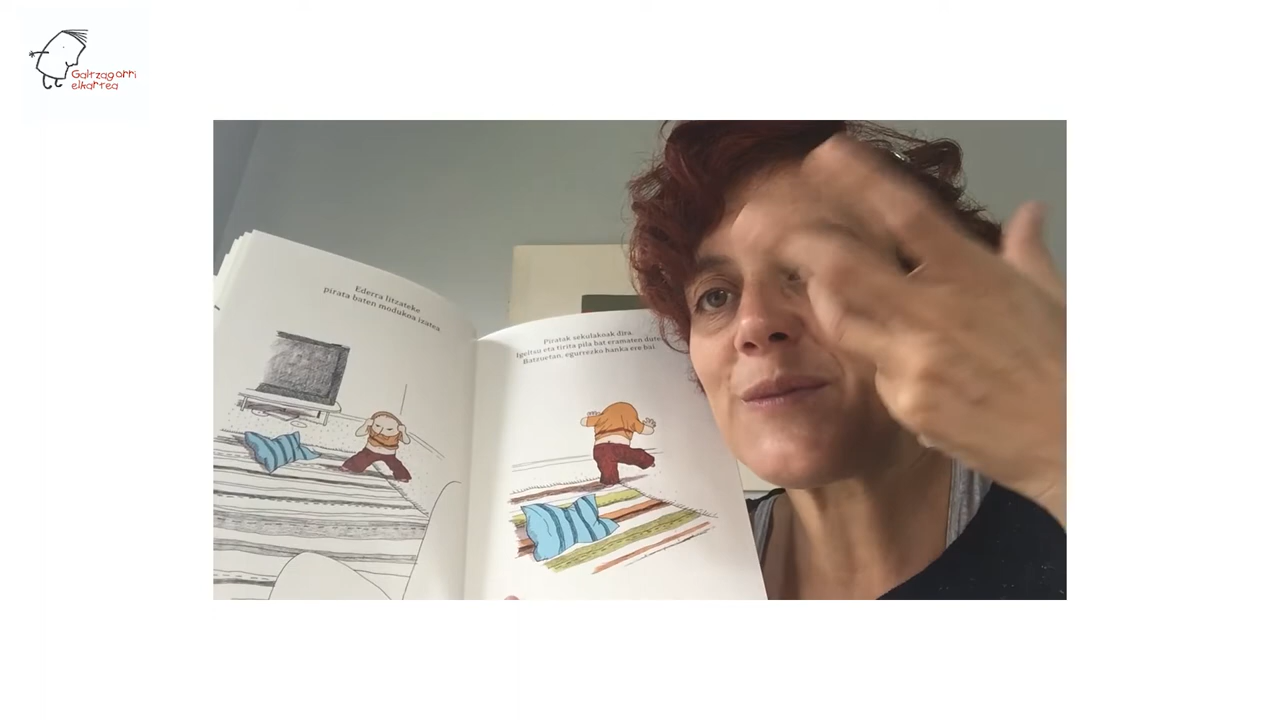 Galtzagorri
elkartea
Ederra litzateke
pirata baten modukoa izatea
Piratak sekulakoak dira.
Igeltsu eta tirita pila bat eramaten dute.
Batzuetan, egurrezko hanka ere bai.